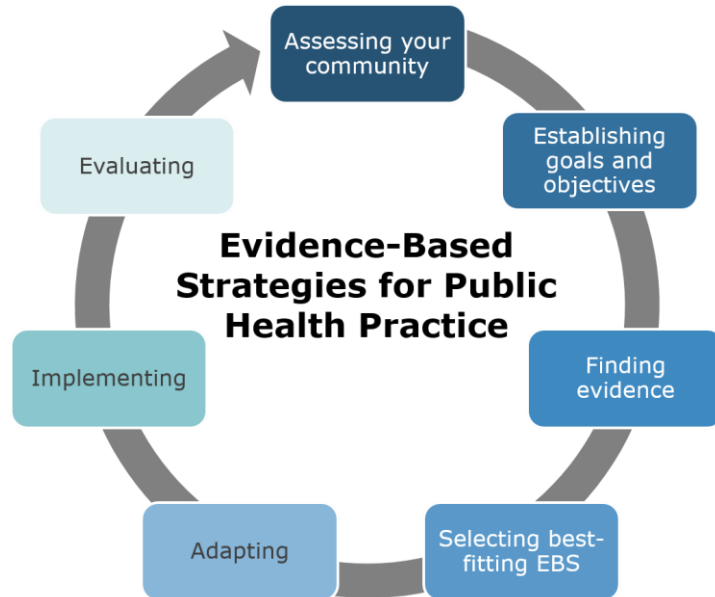 Assessing your
community
Establishing
goals and
objectives
Finding
evidence
Selecting best-
fitting EBS
Adapting
Implementing
Evaluating
Evidence-Based
Strategies for Public
Health Practice